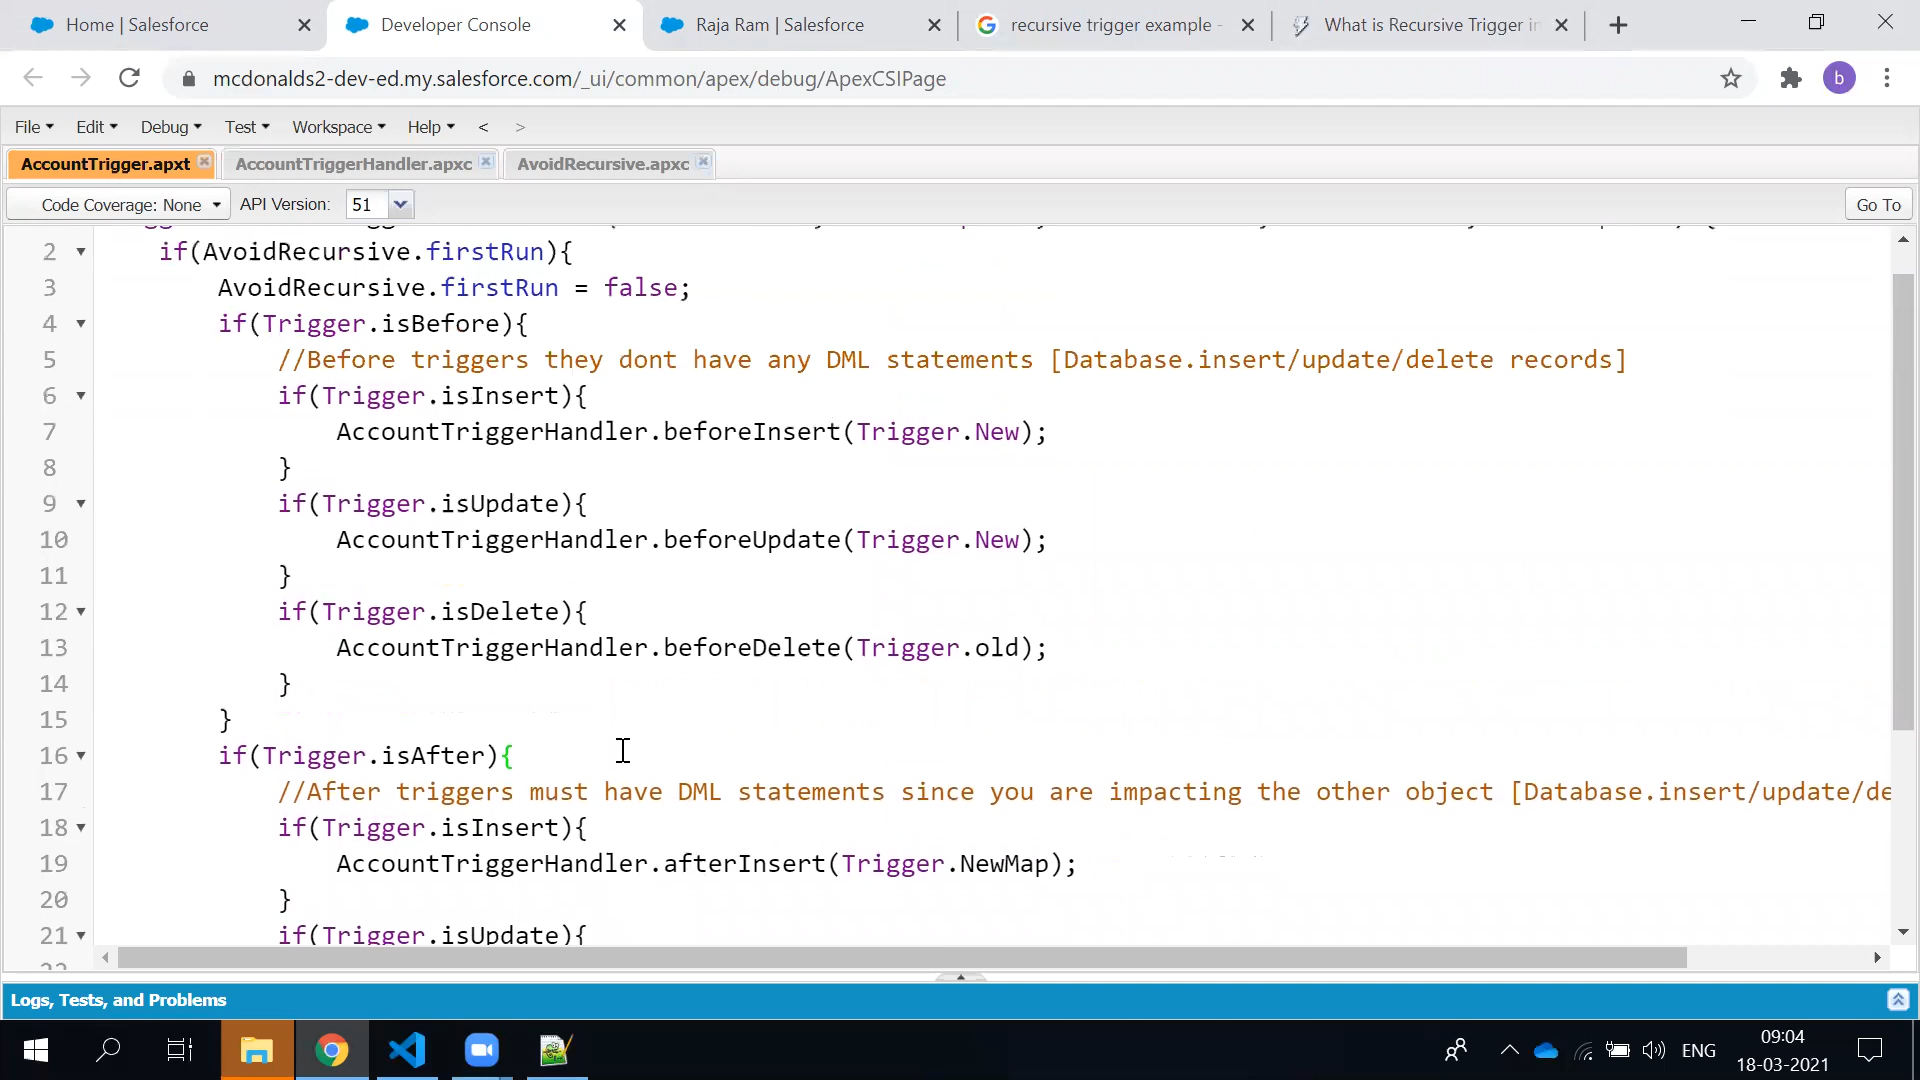 Home | Salesforce
Developer Console
Raja Ram | Salesforce
recursive trigger example -
What is Recursive Trigger in
mcdonalds2-dev-ed.my.salesforce.com/_ui/common/apex/debug/ApexCSIPage
b
File Edit Debug Test Workspace Help < >
AccountTrigger.apxt AccountTriggerHandler.apxc AvoidRecursive.apxc
Code Coverage: None API Version: 51 Go To
2 if(AvoidRecursive.firstRun){
3 AvoidRecursive.firstRun = false;
4 if(Trigger.isBefore){
5 //Before triggers they dont have any DML statements [Database.insert/update/delete records]
6 if(Trigger.isInsert){
7 AccountTriggerHandler.beforeInsert(Trigger.New);
8 }
9 if(Trigger.isUpdate){
10 AccountTriggerHandler.beforeUpdate(Trigger.New);
11 }
12 if(Trigger.isDelete){
13 AccountTriggerHandler.beforeDelete(Trigger.old);
14 }
15 }
16 if(Trigger.isAfter){
17 //After triggers must have DML statements since you are impacting the other object [Database.insert/update/de
18 if(Trigger.isInsert){
19 AccountTriggerHandler.afterInsert(Trigger.NewMap);
20 }
21 if(Trigger.isUpdate){
Logs, Tests, and Problems
ENG
09:04
18-03-2021